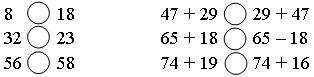 8 ◯ 18 47 + 29 ◯ 29 + 47
32 ◯ 23 65 + 18 ◯ 65 – 18
56 ◯ 58 74 + 19 ◯ 74 + 16